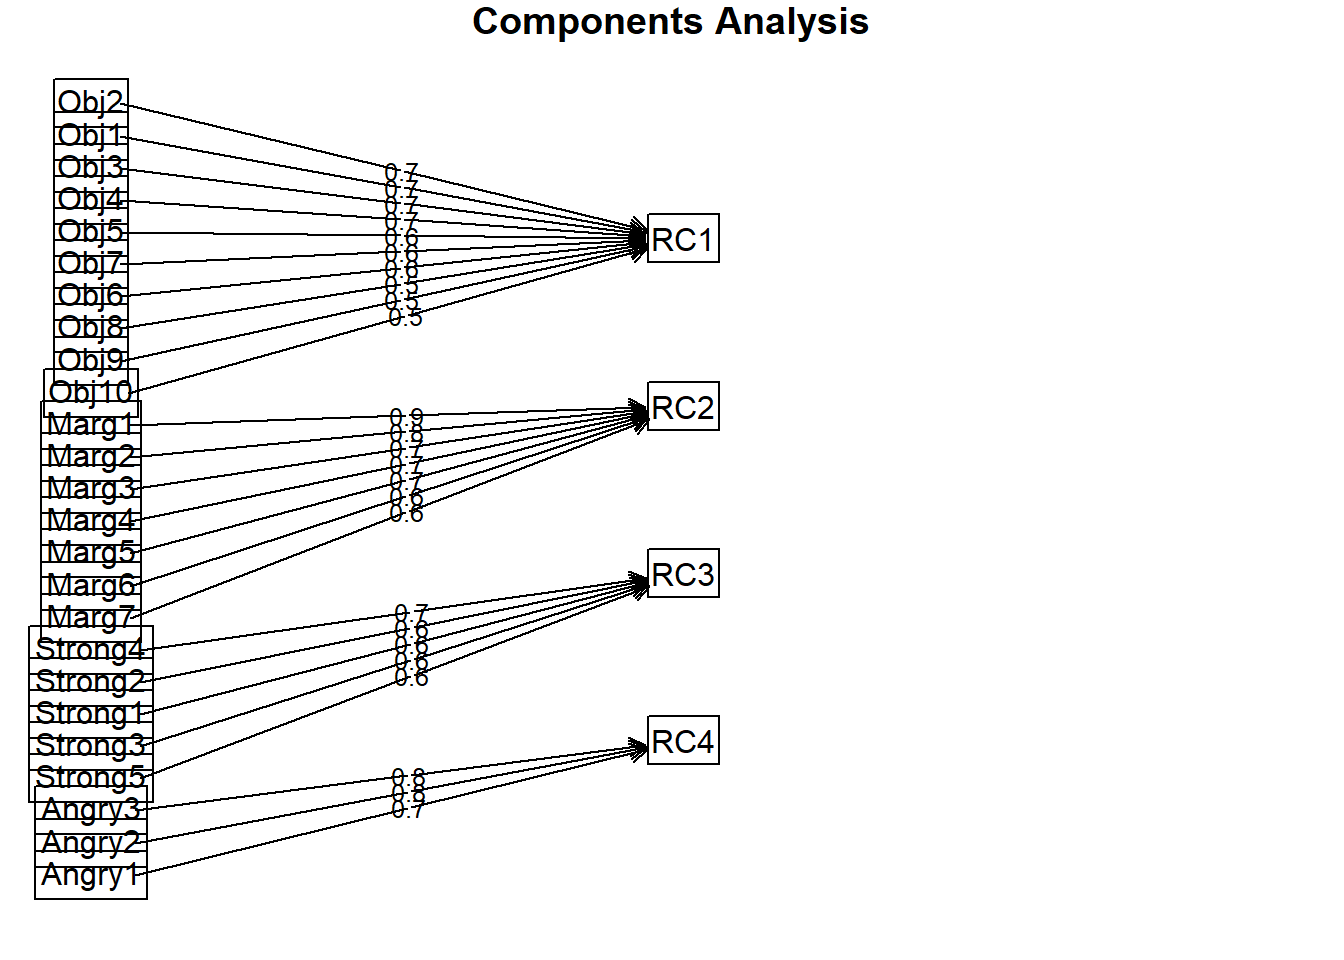 Components Analysis
Obj2
Obj1
Obj3
Obj4
Obj5
Obj7
Obj6
Obj8
Obj9
Obj10
Marg1
Marg2
Marg3
Marg4
Marg5
Marg6
Marg7
Strong4
Strong2
Strong1
Strong3
Strong5
Angry3
Angry2
Angry1
0.7
0.7
0.7
0.7
0.6
0.6
0.6
0.5
0.5
0.5
0.9
0.8
0.7
0.7
0.7
0.6
0.6
0.7
0.6
0.6
0.6
0.6
0.8
0.8
0.7
RC1
RC2
RC3
RC4